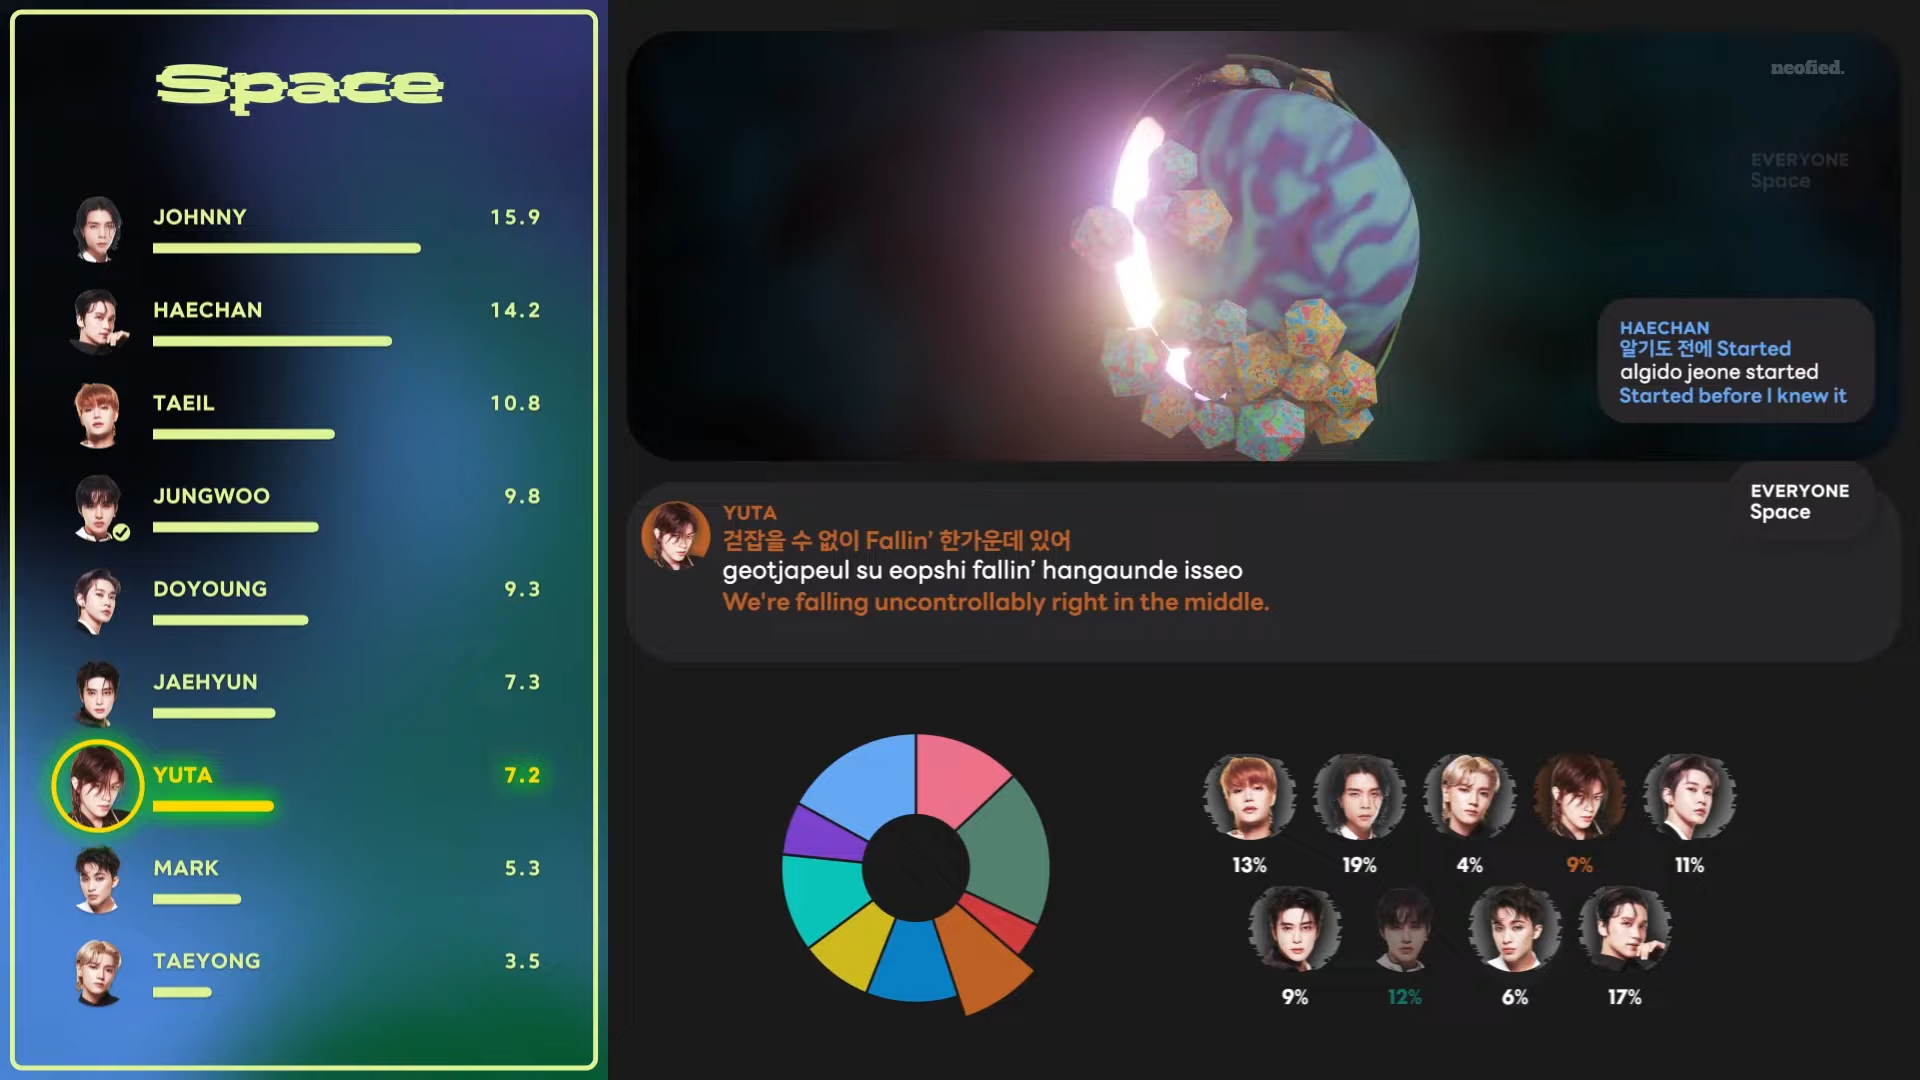 Space
JOHNNY 15.9
HAECHAN 14.2
TAEIL 10.8
JUNGWOO 9.8
DOYOUNG 9.3
JAEHYUN 7.3
YUTA 7.2
MARK 5.3
TAEYONG 3.5
neofied.
EVERYONE
Space
HAECHAN
알기도 전에 Started
algido jeone started
Started before I knew it
EVERYONE
Space
YUTA
걷잡을 수 없이 Fallin’ 한가운데 있어
geotjapeul su eopshi fallin’ hangaunde isseo
We're falling uncontrollably right in the middle.
13% 19% 4% 9% 11%
9% 12% 6% 17%